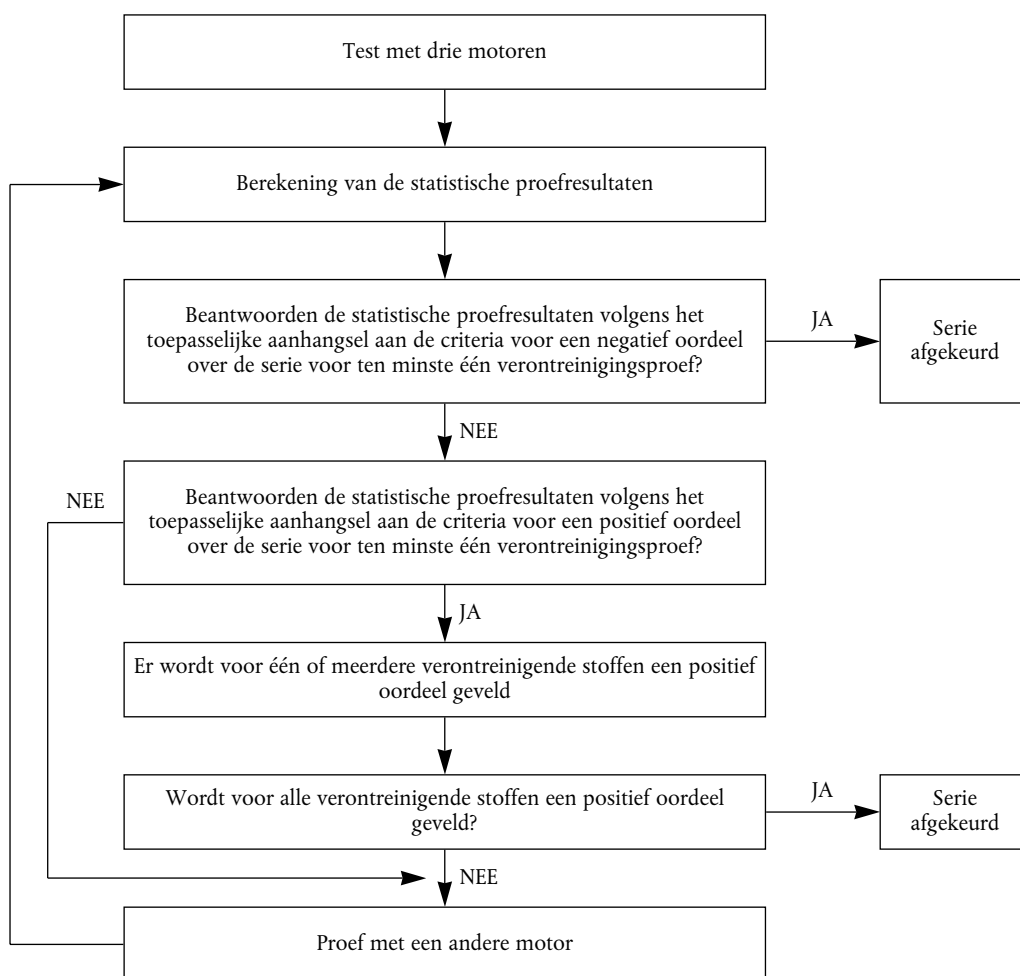 Test met drie motoren
Berekening van de statistische proefresultaten
Beantwoorden de statistische proefresultaten volgens het
toepasselijke aanhangsel aan de criteria voor een negatief oordeel
over de serie voor ten minste één verontreinigingsproef?
JA
Serie
afgekeurd
NEE
NEE
Beantwoorden de statistische proefresultaten volgens het
toepasselijke aanhangsel aan de criteria voor een positief oordeel
over de serie voor ten minste één verontreinigingsproef?
JA
Er wordt voor één of meerdere verontreinigende stoffen een positief
oordeel geveld
Wordt voor alle verontreinigende stoffen een positief oordeel
geveld?
JA
Serie
afgekeurd
NEE
Proef met een andere motor